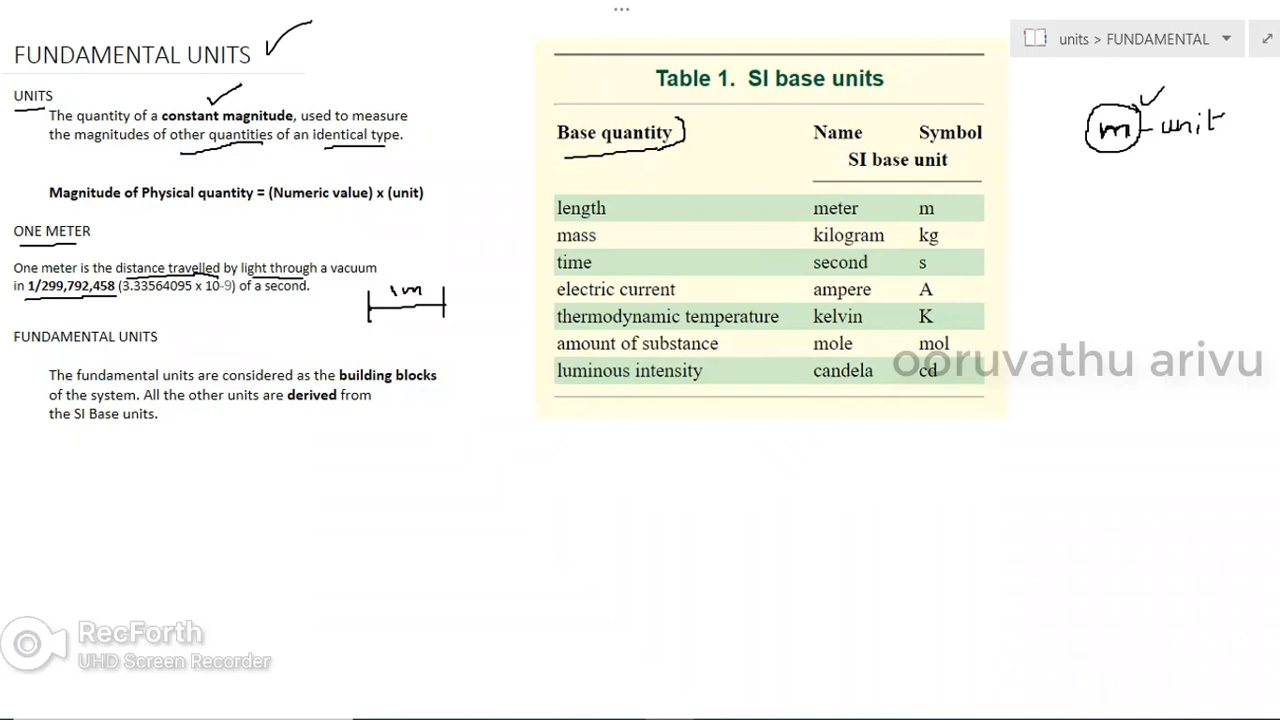 FUNDAMENTAL UNITS
UNITS
The quantity of a constant magnitude, used to measure
the magnitudes of other quantities of an identical type.
Magnitude of Physical quantity = (Numeric value) x (unit)
ONE METER
One meter is the distance travelled by light through a vacuum
in 1/299,792,458 (3.33564095 x 10-9) of a second.
1m
FUNDAMENTAL UNITS
The fundamental units are considered as the building blocks
of the system. All the other units are derived from
the SI Base units.
Table 1. SI base units
Base quantity Name Symbol
SI base unit
length meter m
mass kilogram kg
time second s
electric current ampere A
thermodynamic temperature kelvin K
amount of substance mole mol
luminous intensity candela cd
units > FUNDAMENTAL
m - unit
ooruvathu arivu
RecForth
UHD Screen Recorder